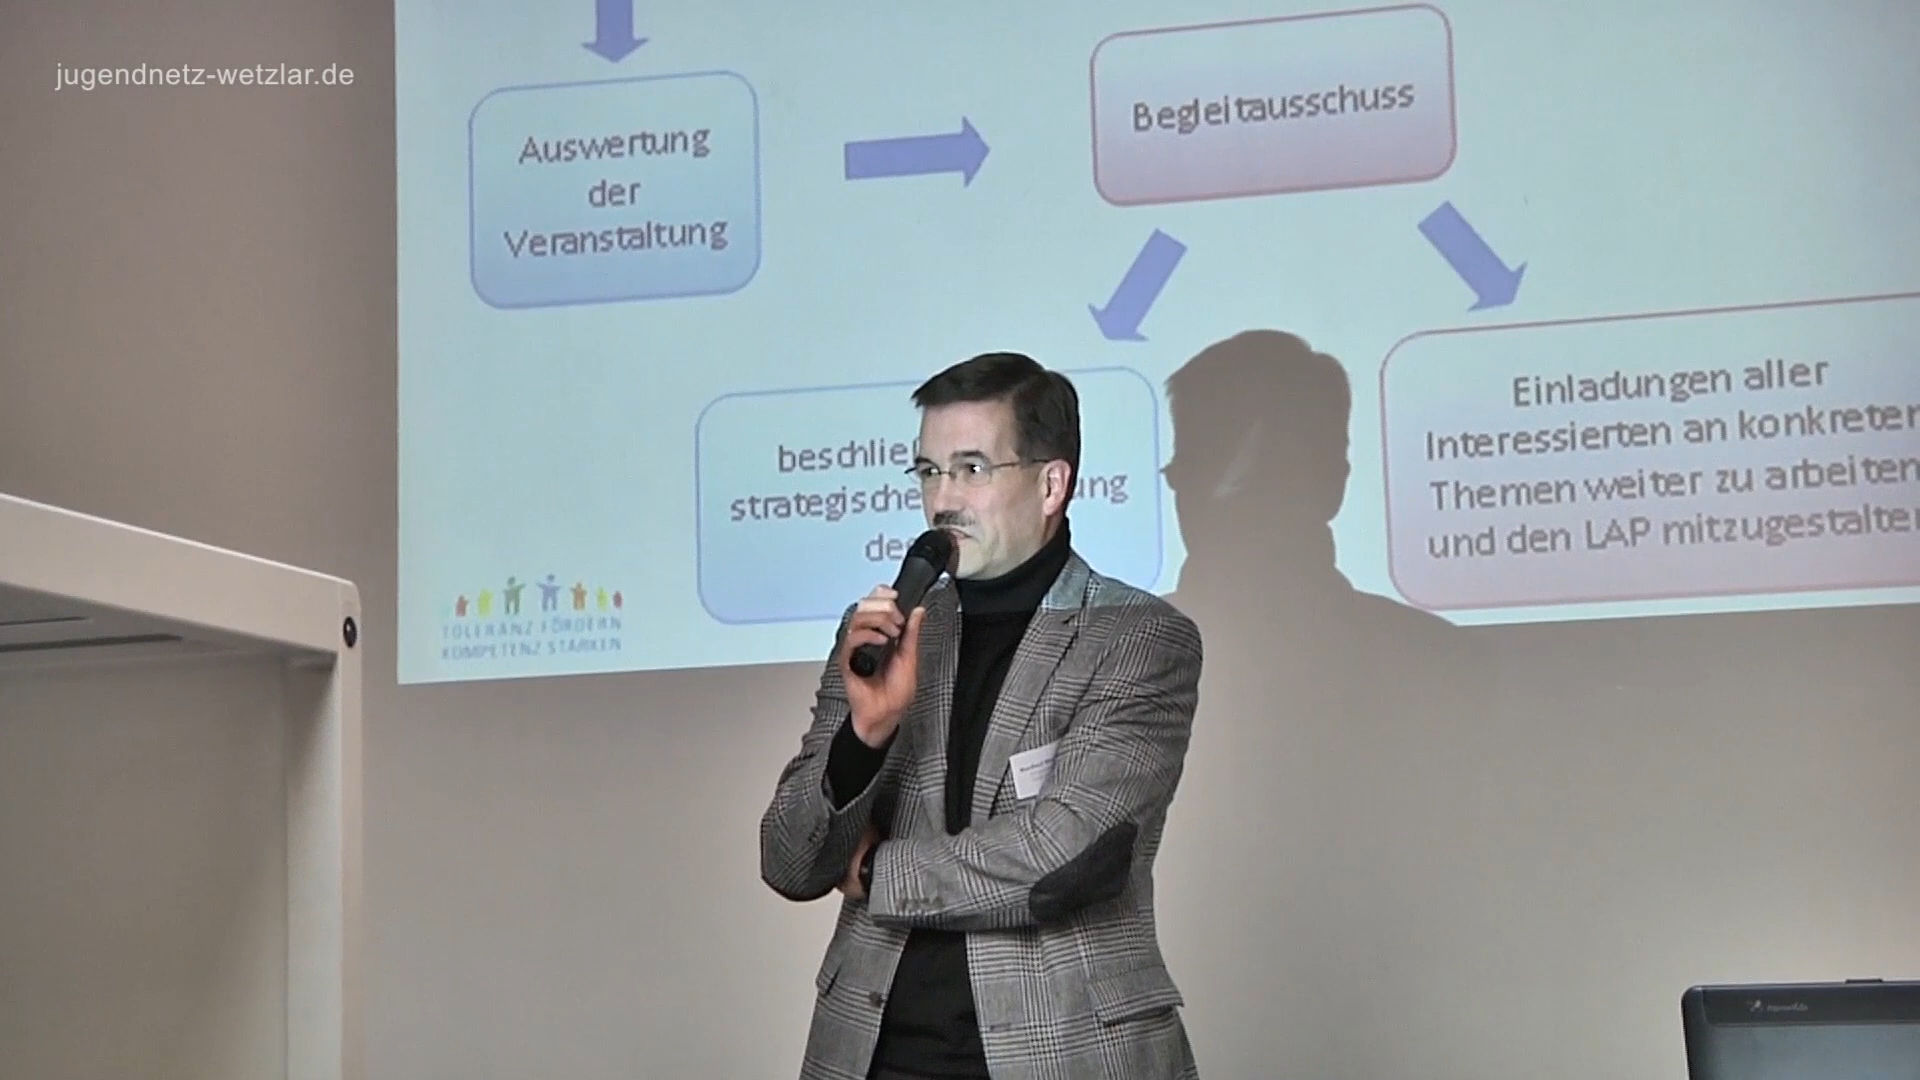 jugendnetz-wetzlar.de
Auswertung
der
Veranstaltung
Begleitausschuss
strategische
Einladungen aller
Interessierten an konkreten
Themen weiter zu arbeiten
und den LAP mitzugestalten
TOLERANZ FÖRDERN
KOMPETENZ STÄRKEN